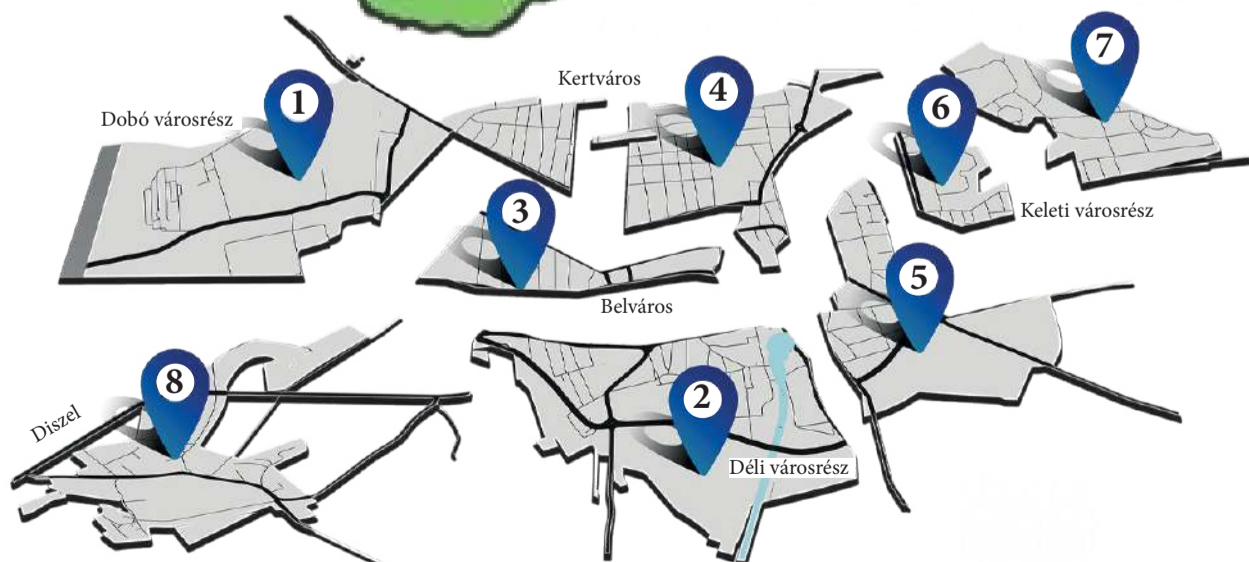 7
1
4
Kertváros
6
Dobó városrész
3
Keleti városrész
5
Belváros
8
2
Diszel
Déli városrész